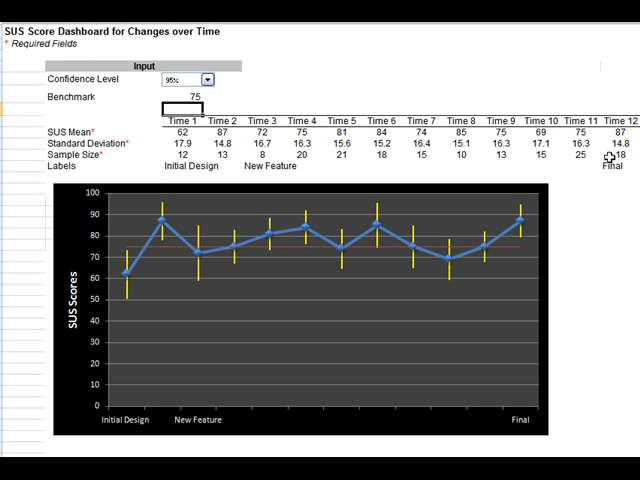 SUS Score Dashboard for Changes over Time
* Required Fields
Input
Confidence Level 95%
Benchmark 75
Time 1 Time 2 Time 3 Time 4 Time 5 Time 6 Time 7 Time 8 Time 9 Time 10 Time 11 Time 12
SUS Mean* 62 87 72 75 81 84 74 85 75 69 75 87
Standard Deviation* 17.9 14.8 16.7 16.3 15.6 15.2 16.4 15.1 16.3 17.1 16.3 14.8
Sample Size* 12 13 8 20 21 18 15 10 13 15 25 18
Labels Initial Design New Feature Final
100
90
80
70
60
50
40
30
20
10
0
SUS Scores
Initial Design New Feature Final